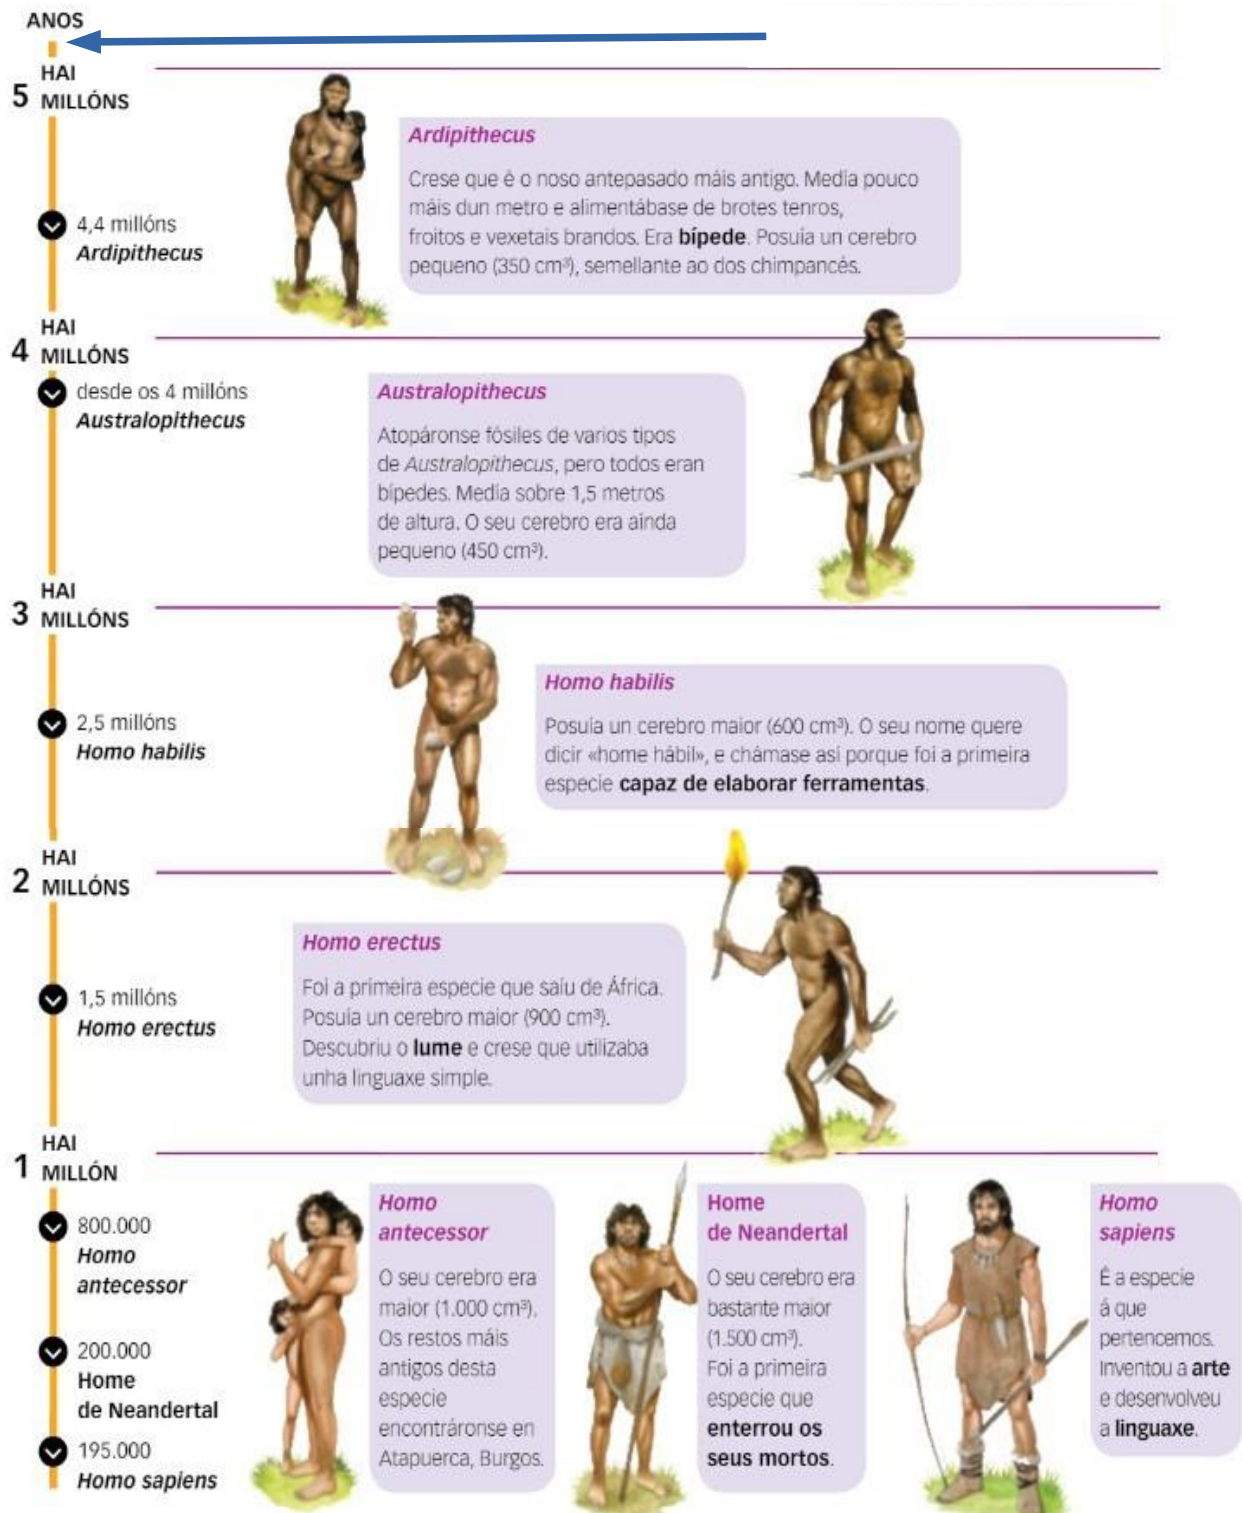 ANOS
HAI
5 MILLÓNS
Ardipithecus
Crese que é o noso antepasado máis antigo. Medía pouco
máis dun metro e alimentábase de brotes tenros,
froitos e vexetais brandos. Era bípede. Posuía un cerebro
pequeno (350 cm³), semellante ao dos chimpancés.
4,4 millóns
Ardipithecus
HAI
4 MILLÓNS
desde os 4 millóns
Australopithecus
Australopithecus
Atopáronse fósiles de varios tipos
de Australopithecus, pero todos eran
bípedes. Medía sobre 1,5 metros
de altura. O seu cerebro era aínda
pequeno (450 cm³).
HAI
3 MILLÓNS
Homo habilis
Posuía un cerebro maior (600 cm³). O seu nome quere
dicir «home hábil», e chámase así porque foi a primeira
especie capaz de elaborar ferramentas.
2,5 millóns
Homo habilis
HAI
2 MILLÓNS
Homo erectus
Foi a primeira especie que saíu de África.
Posuía un cerebro maior (900 cm³).
Descubriu o lume e crese que utilizaba
unha linguaxe simple.
1,5 millóns
Homo erectus
HAI
1 MILLÓN
800.000
Homo
antecessor
200.000
Home
de Neandertal
195.000
Homo sapiens
Homo
antecessor
O seu cerebro era
maior (1.000 cm³).
Os restos máis
antigos desta
especie
encontráronse en
Atapuerca, Burgos.
Home
de Neandertal
O seu cerebro era
bastante maior
(1.500 cm³).
Foi a primeira
especie que
enterrou os
seus mortos.
Homo
sapiens
É a especie
á que
pertencemos.
Inventou a arte
e desenvolveu
a linguaxe.